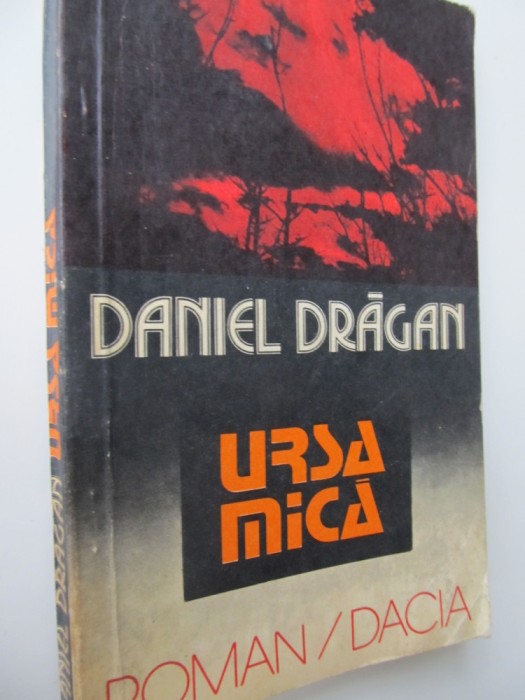 DANIEL DRĂGAN
URSA
MICĂ
ROMAN / DACIA
DANIEL DRĂGAN URSA MICĂ